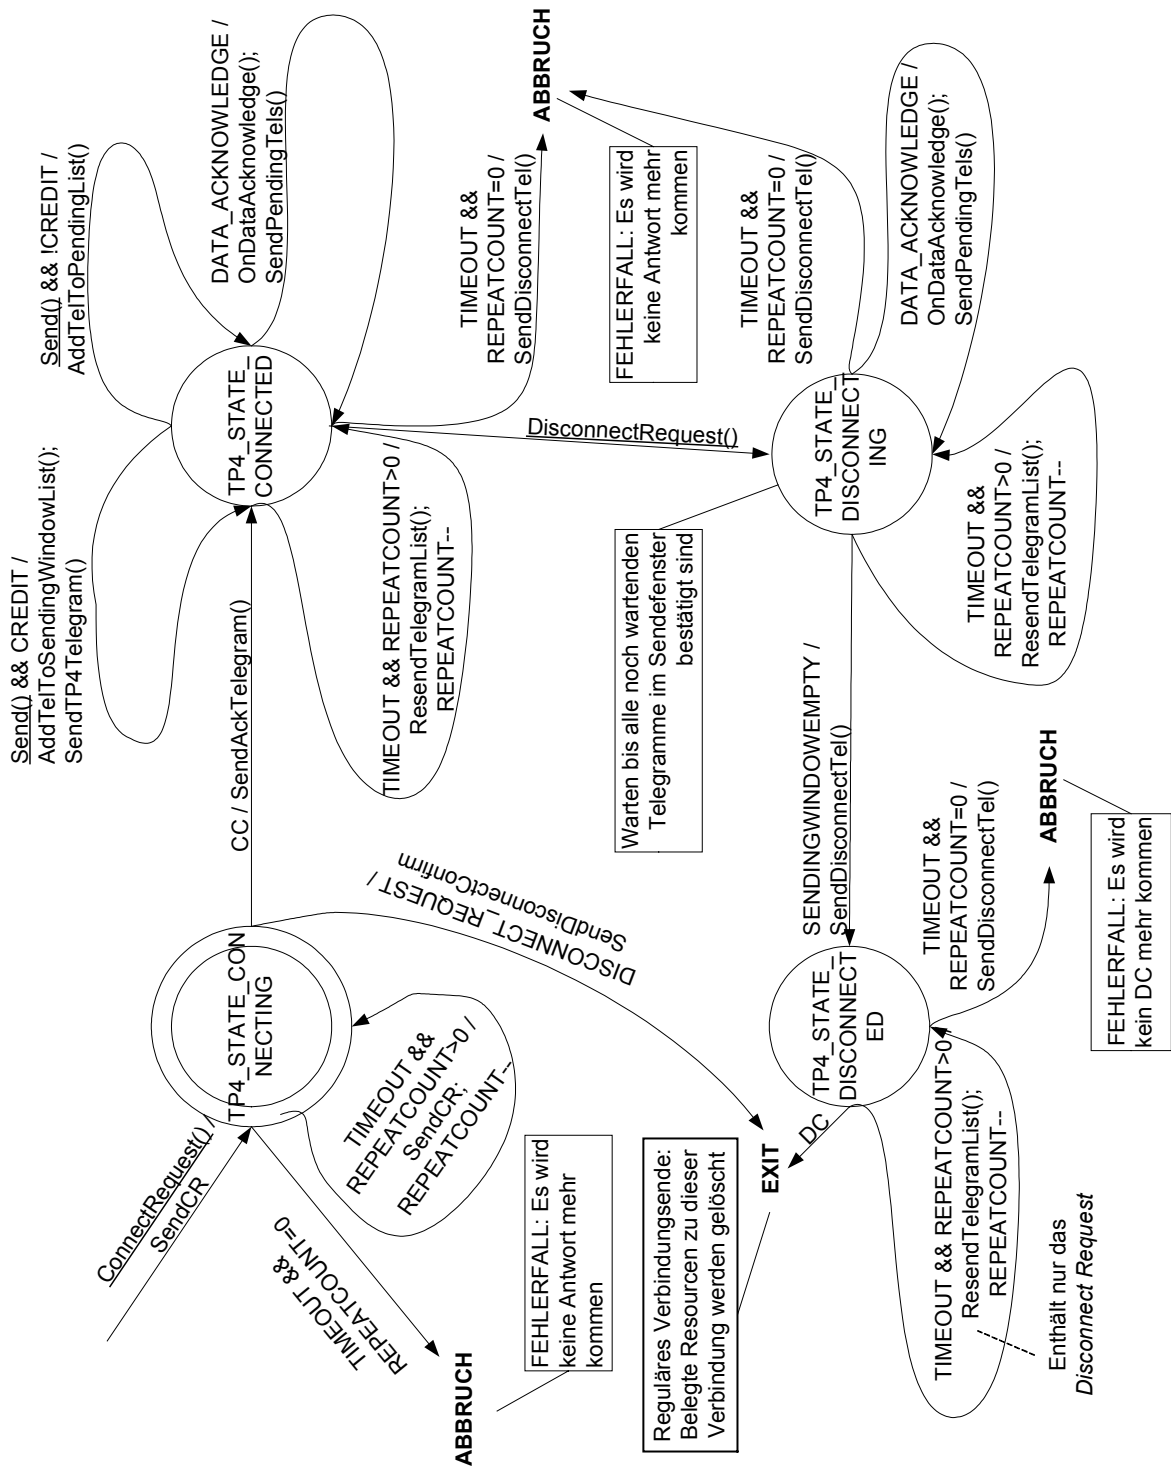 ConnectRequest() /
SendCR
TP4_STATE_CON
NECTING
TIMEOUT &&
REPEATCOUNT=0
ABBRUCH
FEHLERFALL: Es wird
keine Antwort mehr
kommen
TIMEOUT &&
REPEATCOUNT>0 /
SendCR;
REPEATCOUNT--
DISCONNECT_REQUEST /
SendDisconnectConfirm
CC / SendAckTelegram()
Send() && CREDIT /
AddTelToSendingWindowList();
SendTP4Telegram()
Send() && !CREDIT /
AddTelToPendingList()
TP4_STATE_
CONNECTED
DATA_ACKNOWLEDGE /
OnDataAcknowledge();
SendPendingTels()
TIMEOUT && REPEATCOUNT>0 /
ResendTelegramList();
REPEATCOUNT--
TIMEOUT &&
REPEATCOUNT=0 /
SendDisconnectTel()
ABBRUCH
FEHLERFALL: Es wird
keine Antwort mehr
kommen
DisconnectRequest()
Warten bis alle noch wartenden
Telegramme im Sendefenster
bestätigt sind
TIMEOUT &&
REPEATCOUNT=0 /
SendDisconnectTel()
TP4_STATE_
DISCONNECT
ING
DATA_ACKNOWLEDGE /
OnDataAcknowledge();
SendPendingTels()
TIMEOUT &&
REPEATCOUNT>0 /
ResendTelegramList();
REPEATCOUNT--
SENDINGWINDOWEMPTY /
SendDisconnectTel()
TP4_STATE_
DISCONNECT
ED
DC
EXIT
Reguläres Verbindungsende:
Belegte Resourcen zu dieser
Verbindung werden gelöscht
TIMEOUT &&
REPEATCOUNT=0 /
SendDisconnectTel()
ABBRUCH
FEHLERFALL: Es wird
kein DC mehr kommen
TIMEOUT && REPEATCOUNT>0 /
ResendTelegramList();
REPEATCOUNT--
Enthält nur das
Disconnect Request